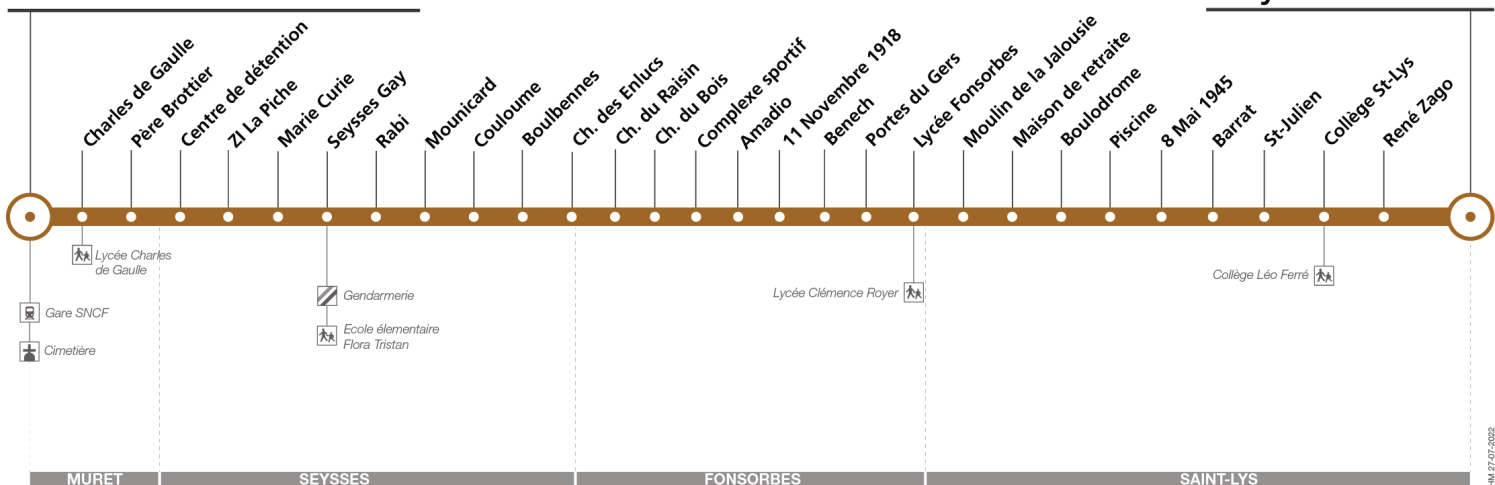 Charles de Gaulle
Père Brottier
Centre de détention
ZI La Piche
Marie Curie
Seysses Gay
Rabi
Mounicard
Couloume
Boulbennes
Ch. des Enlucs
Ch. du Raisin
Ch. du Bois
Complexe sportif
Amadio
11 Novembre 1918
Benech
Portes du Gers
Lycée Fonsorbes
Moulin de la Jalousie
Maison de retraite
Boulodrome
Piscine
8 Mai 1945
Barrat
St-Julien
Collège St-Lys
René Zago
Lycée Charles
de Gaulle
Gare SNCF
Cimetière
Gendarmerie
Ecole élementaire
Flora Tristan
Lycée Clémence Royer
Collège Léo Ferré
MURET
SEYSSES
FONSORBES
SAINT-LYS
27-07-2022